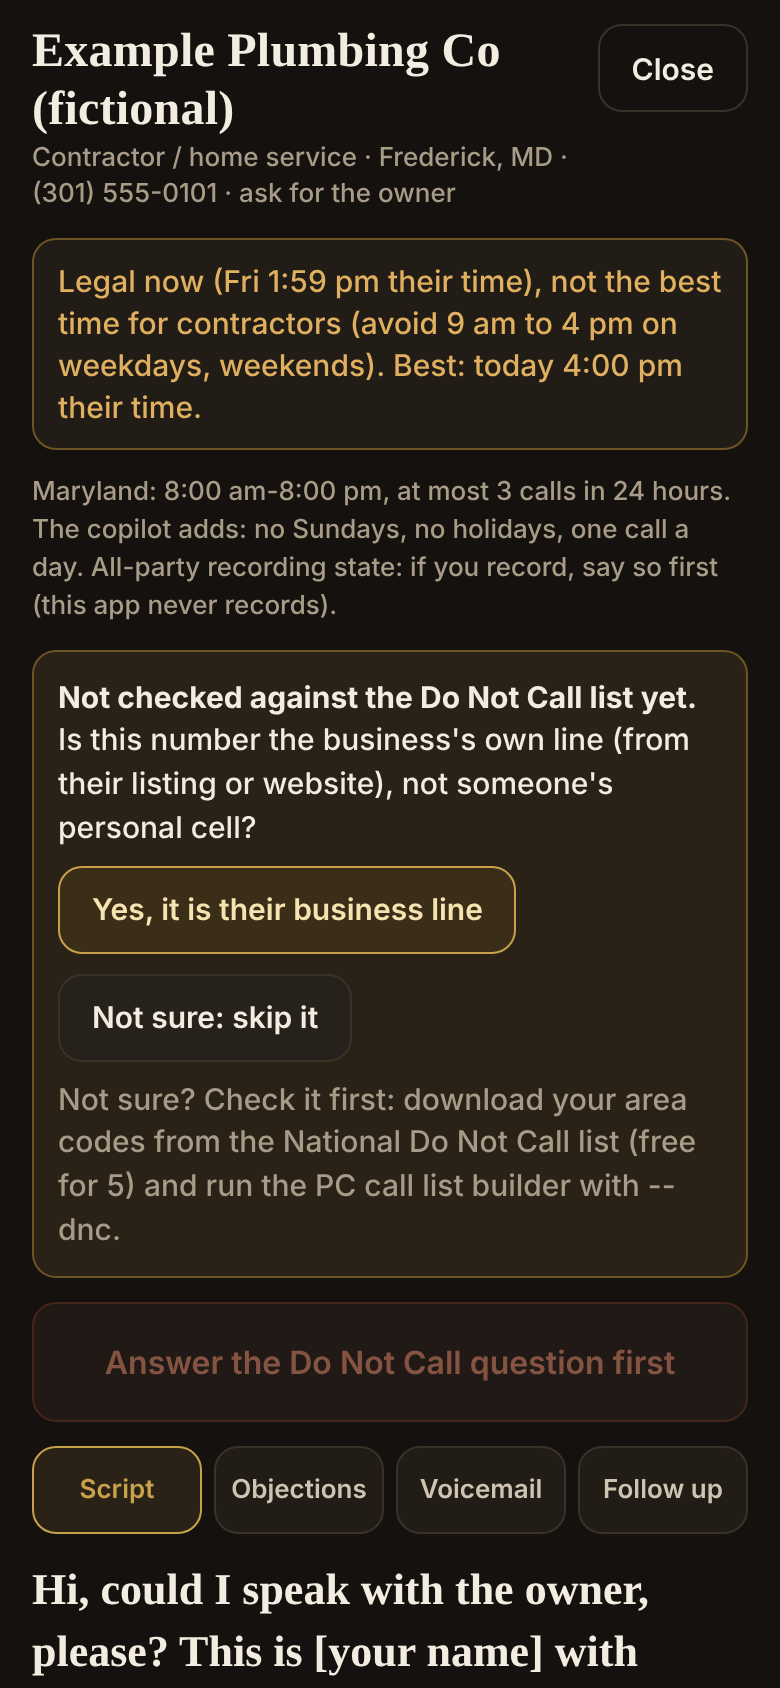 Example Plumbing Co
(fictional)
Close
Contractor / home service · Frederick, MD ·
(301) 555-0101 · ask for the owner
Legal now (Fri 1:59 pm their time), not the best
time for contractors (avoid 9 am to 4 pm on
weekdays, weekends). Best: today 4:00 pm
their time.
Maryland: 8:00 am-8:00 pm, at most 3 calls in 24 hours.
The copilot adds: no Sundays, no holidays, one call a
day. All-party recording state: if you record, say so first
(this app never records).
Not checked against the Do Not Call list yet.
Is this number the business's own line (from
their listing or website), not someone's
personal cell?
Yes, it is their business line
Not sure: skip it
Not sure? Check it first: download your area
codes from the National Do Not Call list (free
for 5) and run the PC call list builder with --
dnc.
Answer the Do Not Call question first
Script
Objections
Voicemail
Follow up
Hi, could I speak with the owner,
please? This is [your name] with